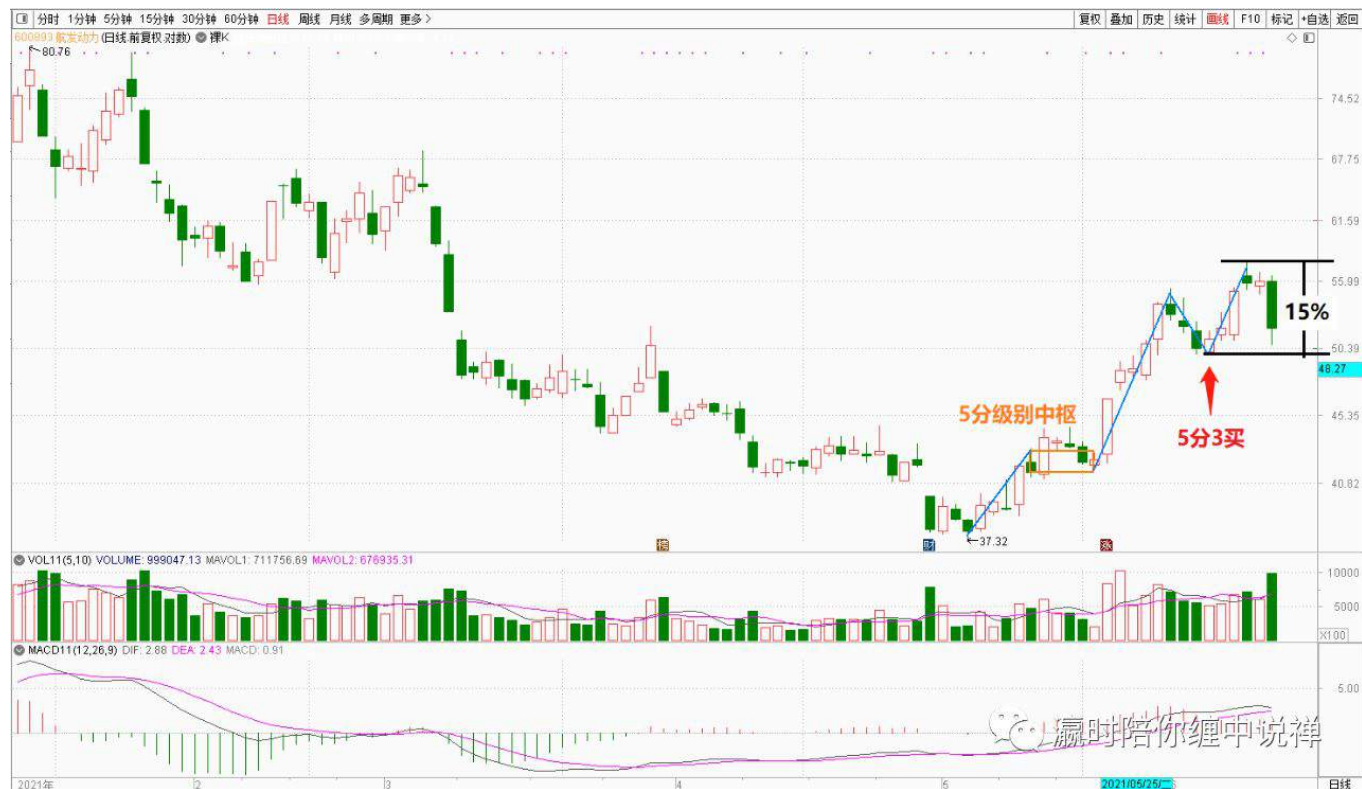 分时 1分钟 5分钟 15分钟 30分钟 60分钟 日线 周线 月线 多周期 更多 复权 叠加 历史 统计 画线 F10 标记 +自选 返回
600893 航发动力 (日线.前复权.对数) 裸K
80.76
74.52
67.75
61.59
55.99
15%
50.39
48.27
45.35
5分级别中枢
5分3买
40.82
37.32
财
VOL11(5,10) VOLUME: 999047.13 MAVOL1: 711756.69 MAVOL2: 676935.31
10000
5000
X100
MACD11(12,26,9) DIF: 2.88 DEA: 2.43 MACD: 0.91
5.00
0.00
瀛时陪你缠中说禅
2021年 2 3 4 5 2021/05/25/二 日线